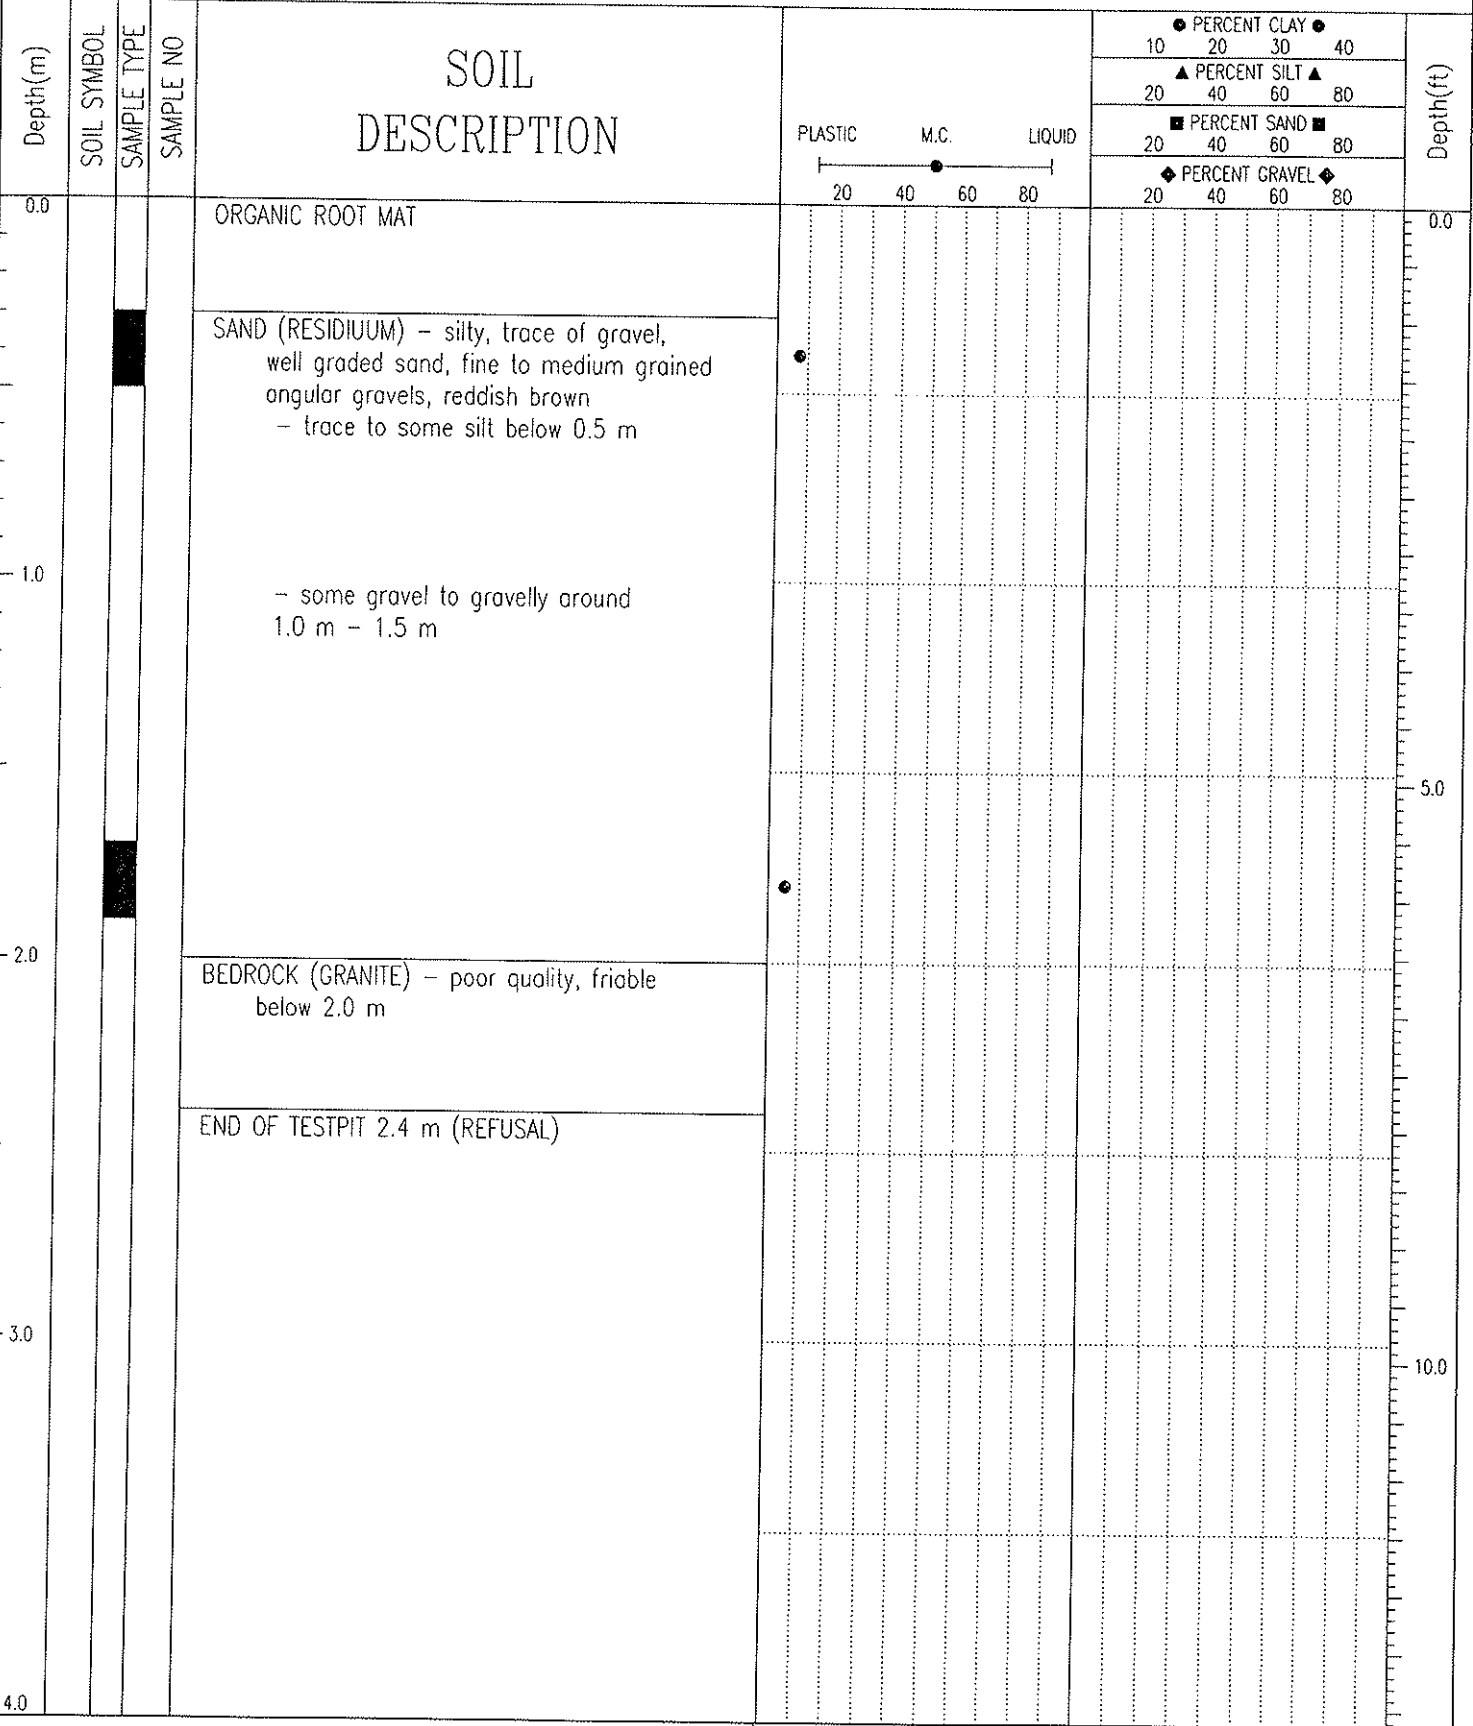 Depth(m)
SOIL SYMBOL
SAMPLE TYPE
SAMPLE NO
SOIL
DESCRIPTION
PLASTIC M.C. LIQUID
20 40 60 80
● PERCENT CLAY ●
10 20 30 40
▲ PERCENT SILT ▲
20 40 60 80
■ PERCENT SAND ■
20 40 60 80
◆ PERCENT GRAVEL ◆
20 40 60 80
Depth(ft)
0.0
ORGANIC ROOT MAT
0.0
SAND (RESIDIUUM) - silty, trace of gravel,
well graded sand, fine to medium grained
angular gravels, reddish brown
- trace to some silt below 0.5 m
1.0
- some gravel to gravelly around
1.0 m - 1.5 m
5.0
2.0
BEDROCK (GRANITE) - poor quality, friable
below 2.0 m
END OF TESTPIT 2.4 m (REFUSAL)
3.0
10.0
4.0